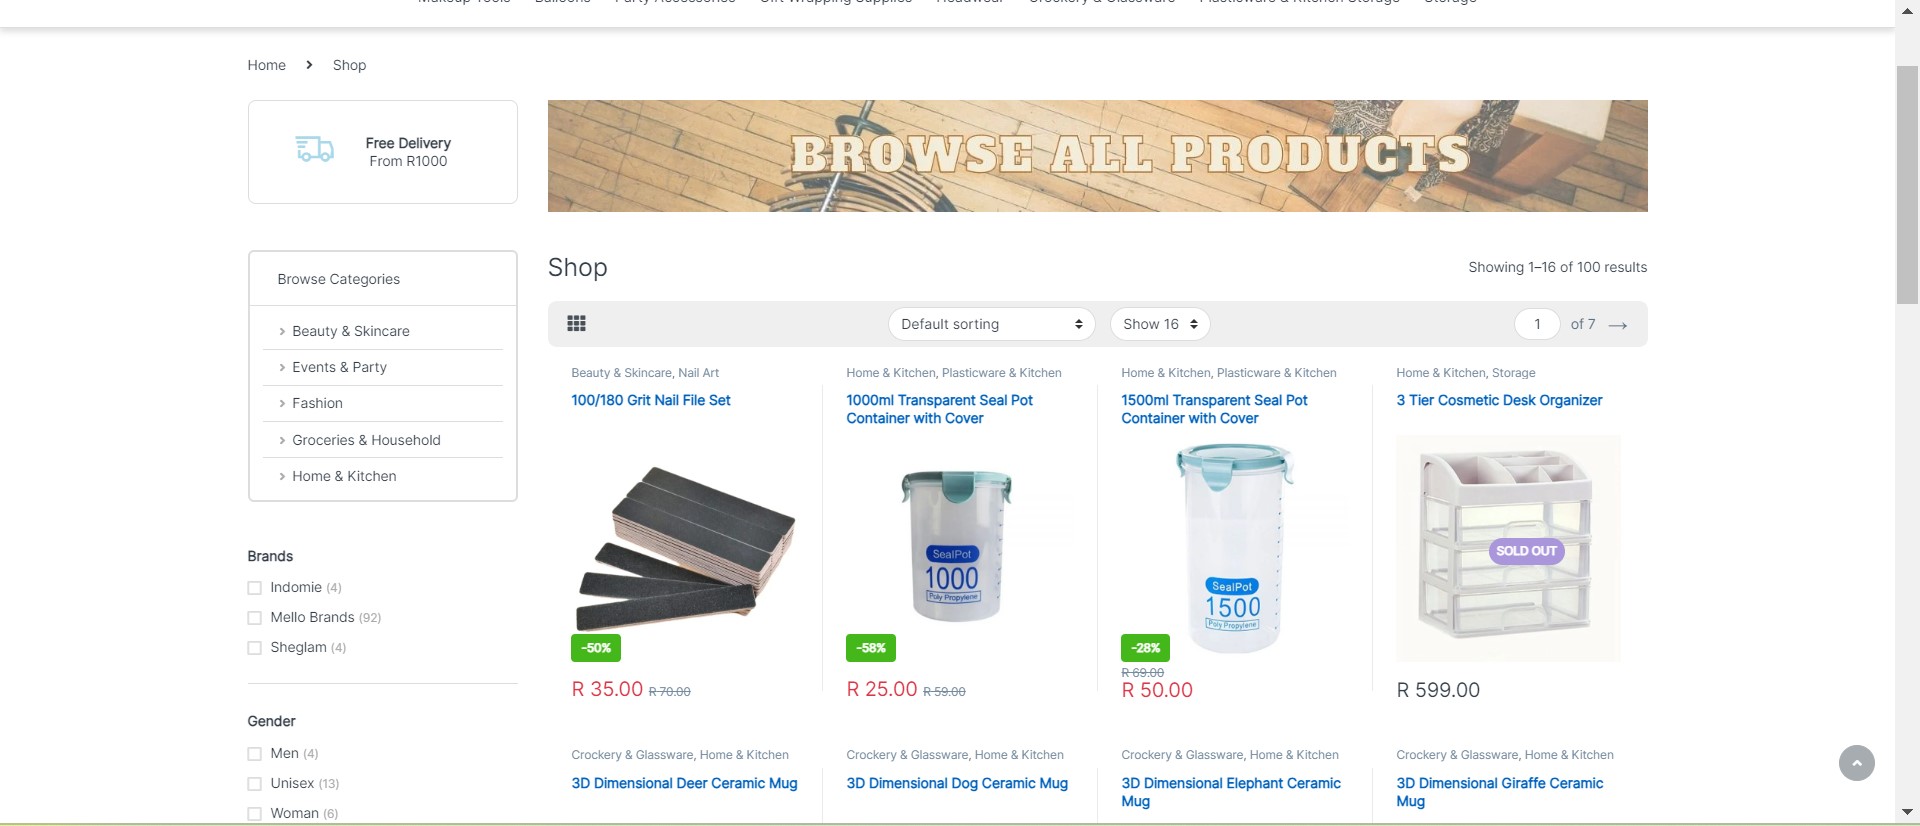 Makeup Tools Balloons Party Accessories Gift Wrapping Supplies Headwear Crockery & Glassware Plasticware & Kitchen Storage Storage
Home Shop
Free Delivery
From R1000
BROWSE ALL PRODUCTS
Browse Categories
Beauty & Skincare
Events & Party
Fashion
Groceries & Household
Home & Kitchen
Brands
Indomie (4)
Mello Brands (92)
Sheglam (4)
Gender
Men (4)
Unisex (13)
Woman (6)
Shop
Showing 1–16 of 100 results
Default sorting
Show 16
1 of 7 →
Beauty & Skincare, Nail Art
100/180 Grit Nail File Set
-50%
R 35.00 R 70.00
Home & Kitchen, Plasticware & Kitchen
1000ml Transparent Seal Pot
Container with Cover
SealPot
1000
Poly Propylene
-58%
R 25.00 R 59.00
Home & Kitchen, Plasticware & Kitchen
1500ml Transparent Seal Pot
Container with Cover
SealPot
1500
Poly Propylene
-28%
R 69.00
R 50.00
Home & Kitchen, Storage
3 Tier Cosmetic Desk Organizer
SOLD OUT
R 599.00
Crockery & Glassware, Home & Kitchen
3D Dimensional Deer Ceramic Mug
Crockery & Glassware, Home & Kitchen
3D Dimensional Dog Ceramic Mug
Crockery & Glassware, Home & Kitchen
3D Dimensional Elephant Ceramic
Mug
Crockery & Glassware, Home & Kitchen
3D Dimensional Giraffe Ceramic
Mug